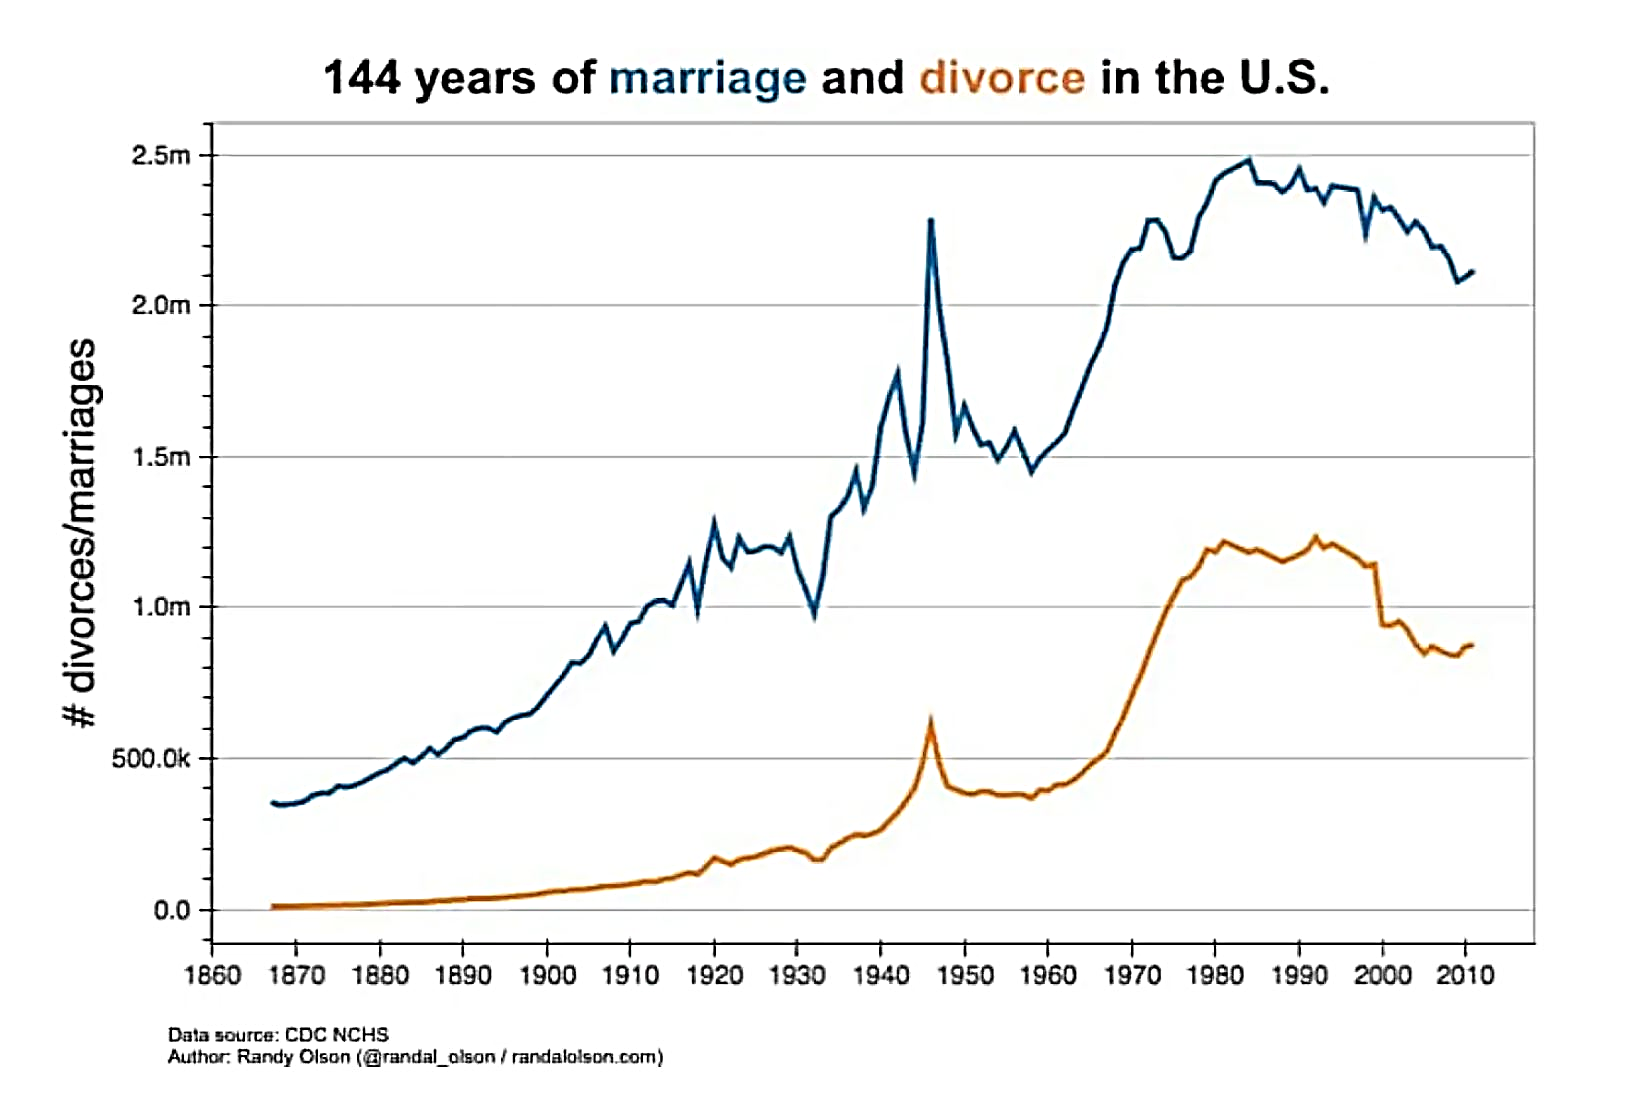 144 years of marriage and divorce in the U.S.
# divorces/marriages
2.5m
2.0m
1.5m
1.0m
500.0k
0.0
1860 1870 1880 1890 1900 1910 1920 1930 1940 1950 1960 1970 1980 1990 2000 2010
Data source: CDC NCHS
Author: Randy Olson (@randal_olson / randalolson.com)